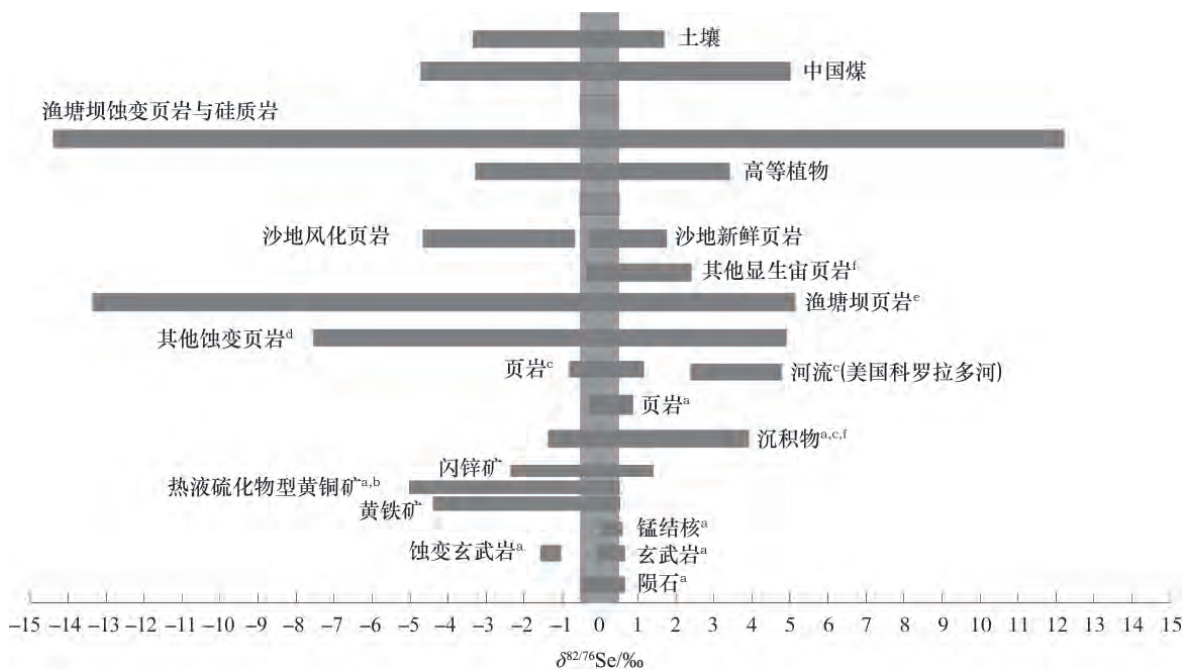 土壤
中国煤
渔塘坝蚀变页岩与硅质岩
高等植物
沙地风化页岩
沙地新鲜页岩
其他显生宙页岩f
渔塘坝页岩e
其他蚀变页岩d
页岩c
河流c(美国科罗拉多河)
页岩a
沉积物a,c,f
闪锌矿
热液硫化物型黄铜矿a,b
黄铁矿
锰结核a
蚀变玄武岩a
玄武岩a
陨石a
–15 –14 –13 –12 –11 –10 –9 –8 –7 –6 –5 –4 –3 –2 –1 0 1 2 3 4 5 6 7 8 9 10 11 12 13 14 15
δ82/76Se/‰